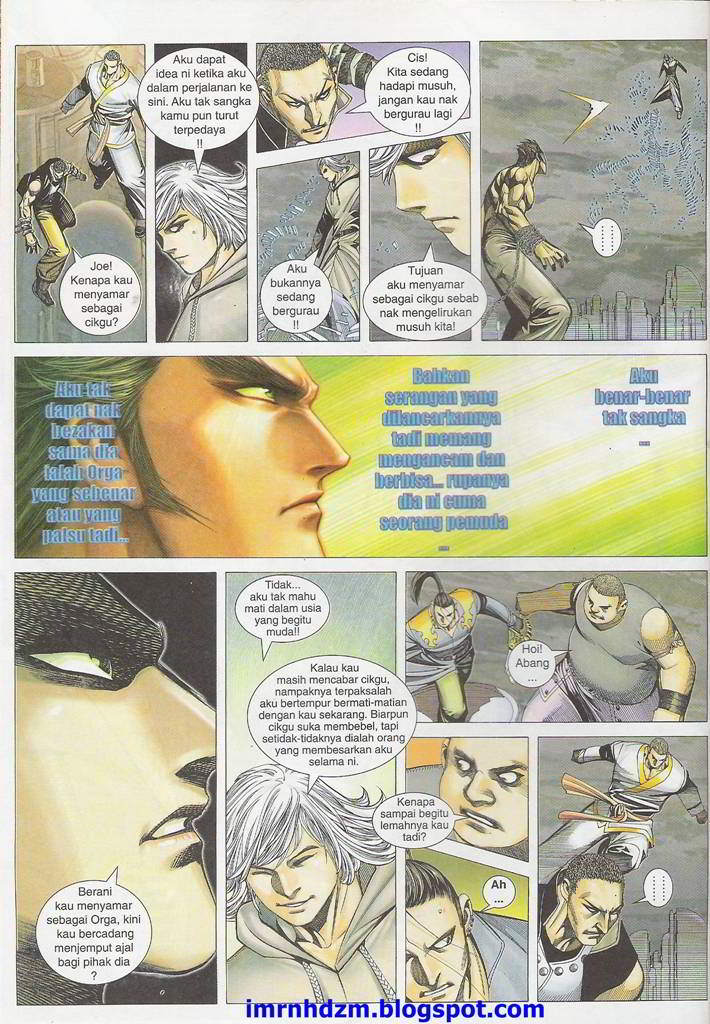 Joe!
Kenapa kau
menyamar
sebagai
cikgu?
Aku dapat
idea ni ketika aku
dalam perjalanan ke
sini. Aku tak sangka
kamu pun turut
terpedaya
!!
Cis!
Kita sedang
hadapi musuh,
jangan kau nak
bergurau lagi
!!
Aku
bukannya
sedang
bergurau
!!
Tujuan
aku menyamar
sebagai cikgu sebab
nak mengelirukan
musuh kita!
Aku tak
dapat nak
bezakan
sama dia
ialah Orga
yang sebenar
atau yang
palsu tadi...
Bahkan
serangan yang
dilancarkannya
tadi memang
mengancam dan
berbisa... rupanya
dia ni cuma
seorang pemuda
...
Aku
benar-benar
tak sangka
...
Berani
kau menyamar
sebagai Orga, kini
kau bercadang
menjemput ajal
bagi pihak dia
?
Tidak...
aku tak mahu
mati dalam usia
yang begitu
muda!!
Kalau kau
masih mencabar cikgu,
nampaknya terpaksalah
aku bertempur bermati-matian
dengan kau sekarang. Biarpun
cikgu suka membebel, tapi
setidak-tidaknya dialah orang
yang membesarkan aku
selama ni.
Hoi!
Abang
...
Kenapa
sampai begitu
lemahnya kau
tadi?
Ah
...
imrnhdzm.blogspot.com